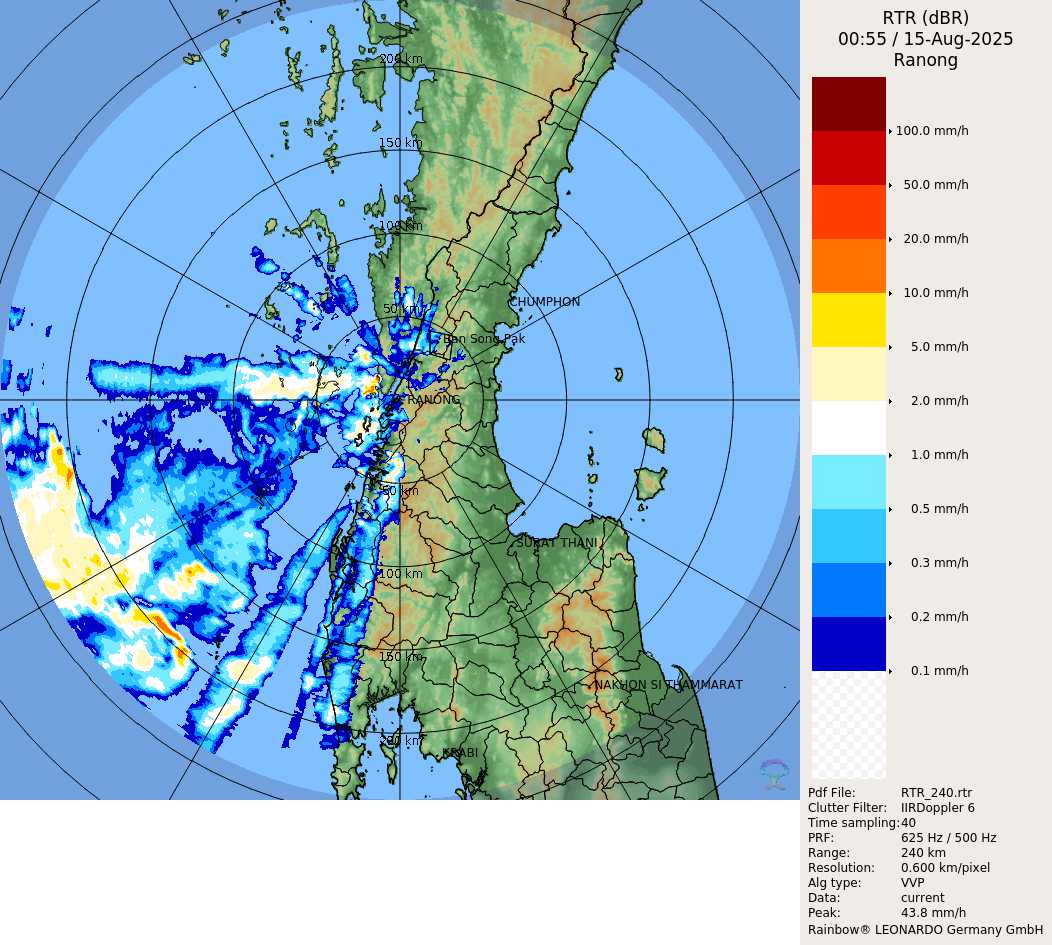 RTR (dBR)
00:55 / 15-Aug-2025
Ranong
100.0 mm/h
50.0 mm/h
20.0 mm/h
10.0 mm/h
5.0 mm/h
2.0 mm/h
1.0 mm/h
0.5 mm/h
0.3 mm/h
0.2 mm/h
0.1 mm/h
Pdf File: RTR_240.rtr
Clutter Filter: IIRDoppler 6
Time sampling: 40
PRF: 625 Hz / 500 Hz
Range: 240 km
Resolution: 0.600 km/pixel
Alg type: VVP
Data: current
Peak: 43.8 mm/h
Rainbow® LEONARDO Germany GmbH
200 km
150 km
100 km
CHUMPHON
50 km
Ban Song Pak
RANONG
50 km
SURAT THANI
100 km
150 km
NAKHON SI THAMMARAT
200 km
KRABI